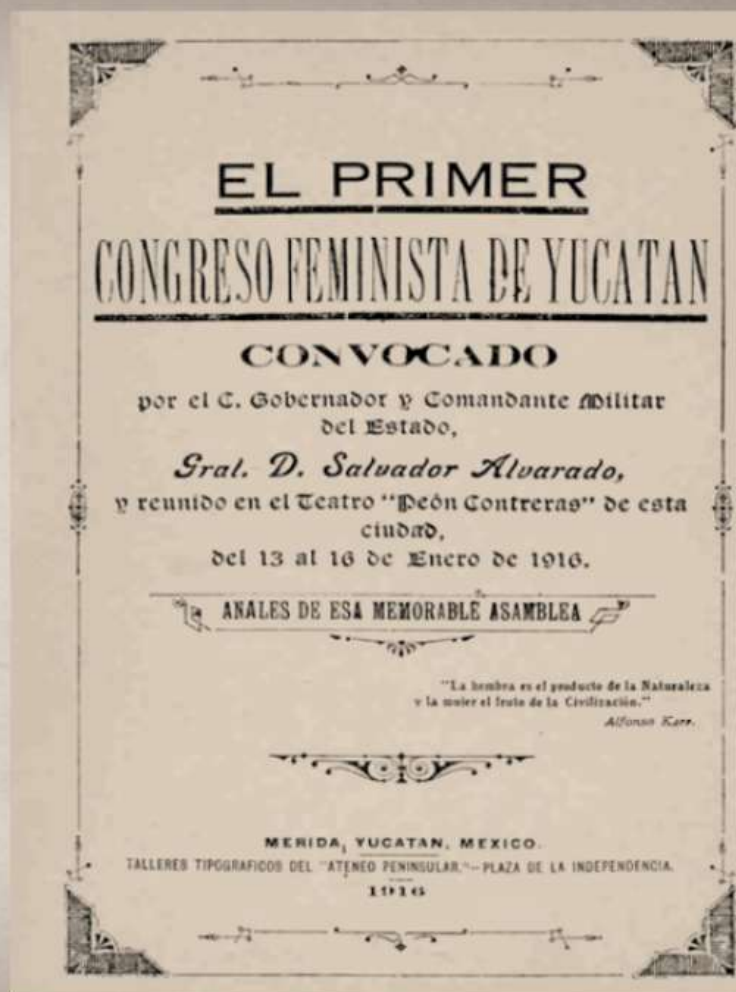 EL PRIMER
CONGRESO FEMINISTA DE YUCATAN
CONVOCADO
por el C. Gobernador y Comandante Militar
del Estado,
Gral. D. Salvador Alvarado,
y reunido en el Teatro "Peón Contreras" de esta
ciudad,
del 13 al 16 de Enero de 1916.
ANALES DE ESA MEMORABLE ASAMBLEA
"La hembra es el producto de la Naturaleza
y la mujer el fruto de la Civilización."
Alfonso Karr.
MERIDA, YUCATAN, MEXICO.
TALLERES TIPOGRAFICOS DEL "ATENEO PENINSULAR."—PLAZA DE LA INDEPENDENCIA.
1916